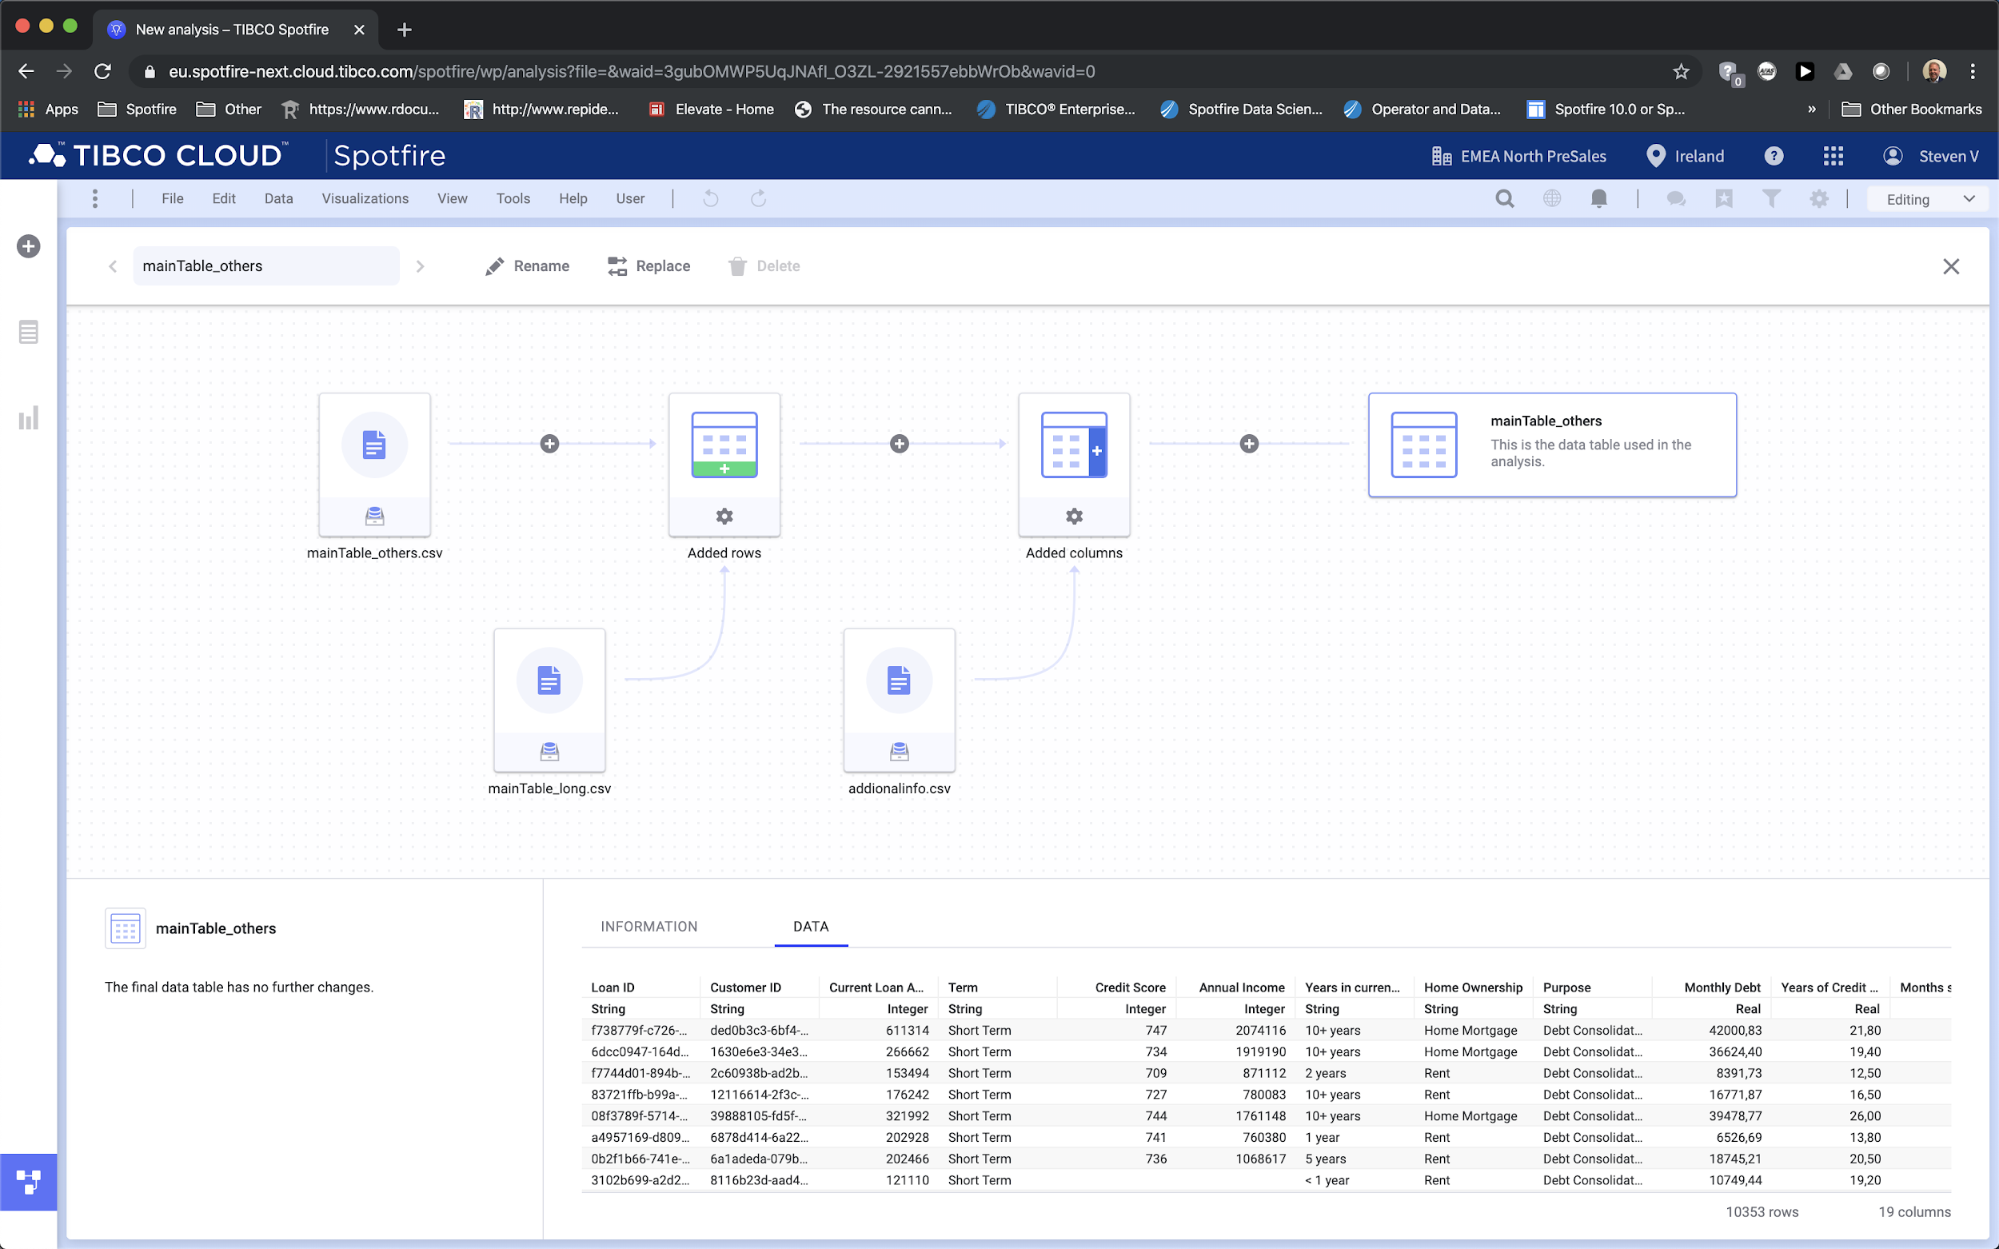 New analysis – TIBCO Spotfire
eu.spotfire-next.cloud.tibco.com/spotfire/wp/analysis?file=&waid=3gubOMWP5UqJNAfl_O3ZL-2921557ebbWrOb&wavid=0
0
Apps Spotfire Other https://www.rdocu... http://www.repide... Elevate - Home The resource cann... TIBCO® Enterprise... Spotfire Data Scien... Operator and Data... Spotfire 10.0 or Sp... » Other Bookmarks
TIBCO CLOUD™ Spotfire EMEA North PreSales Ireland ? Steven V
File Edit Data Visualizations View Tools Help User Editing
mainTable_others Rename Replace Delete
mainTable_others
This is the data table used in the
analysis.
mainTable_others.csv Added rows Added columns
mainTable_long.csv addionalinfo.csv
mainTable_others
The final data table has no further changes.
INFORMATION DATA
Loan ID Customer ID Current Loan A... Term Credit Score Annual Income Years in curren... Home Ownership Purpose Monthly Debt Years of Credit ... Months s
String String Integer String Integer Integer String String String Real Real
f738779f-c726-... ded0b3c3-6bf4-... 611314 Short Term 747 2074116 10+ years Home Mortgage Debt Consolidat... 42000,83 21,80
6dcc0947-164d... 1630e6e3-34e3... 266662 Short Term 734 1919190 10+ years Home Mortgage Debt Consolidat... 36624,40 19,40
f7744d01-894b-... 2c60938b-ad2b... 153494 Short Term 709 871112 2 years Rent Debt Consolidat... 8391,73 12,50
83721ffb-b99a-... 12116614-2f3c-... 176242 Short Term 727 780083 10+ years Rent Debt Consolidat... 16771,87 16,50
08f3789f-5714-... 39888105-fd5f-... 321992 Short Term 744 1761148 10+ years Home Mortgage Debt Consolidat... 39478,77 26,00
a4957169-d809... 6878d414-6a22... 202928 Short Term 741 760380 1 year Rent Debt Consolidat... 6526,69 13,80
0b2f1b66-741e-... 6a1adeda-079b... 202466 Short Term 736 1068617 5 years Rent Debt Consolidat... 18745,21 20,50
3102b699-a2d2... 8116b23d-aad4... 121110 Short Term < 1 year Rent Debt Consolidat... 10749,44 19,20
10353 rows 19 columns